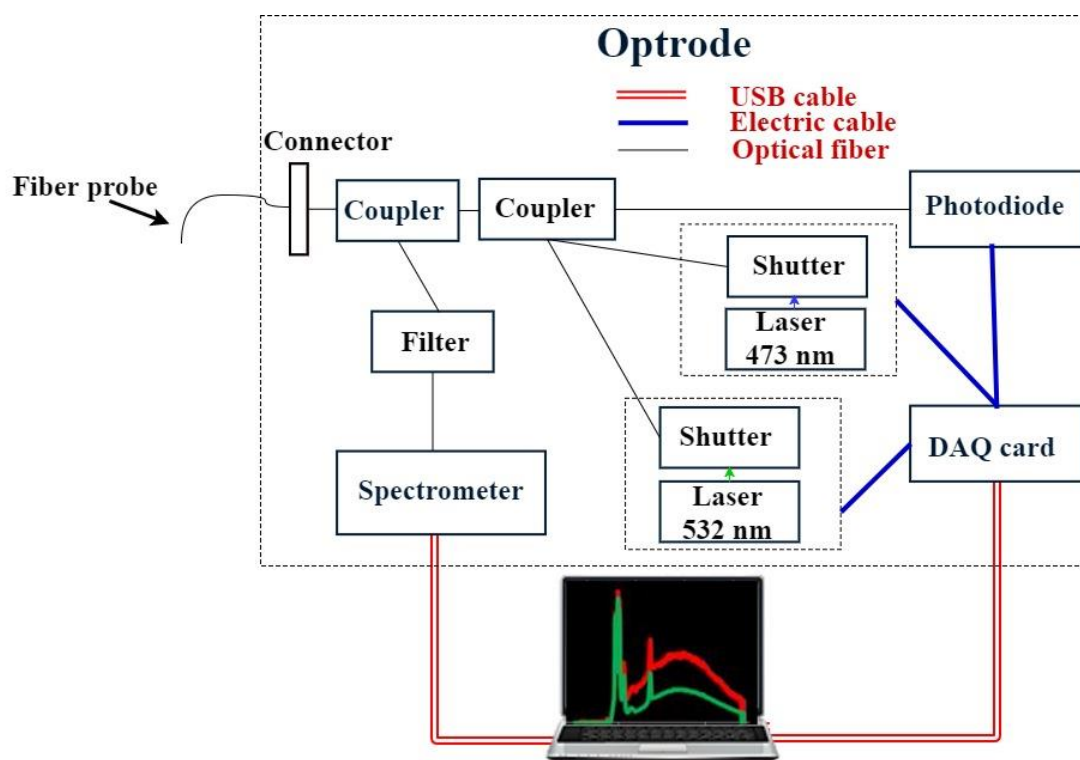 Optrode
USB cable
Electric cable
Optical fiber
Connector
Fiber probe
Coupler
Coupler
Photodiode
Shutter
Laser
473 nm
Filter
Shutter
Laser
532 nm
DAQ card
Spectrometer